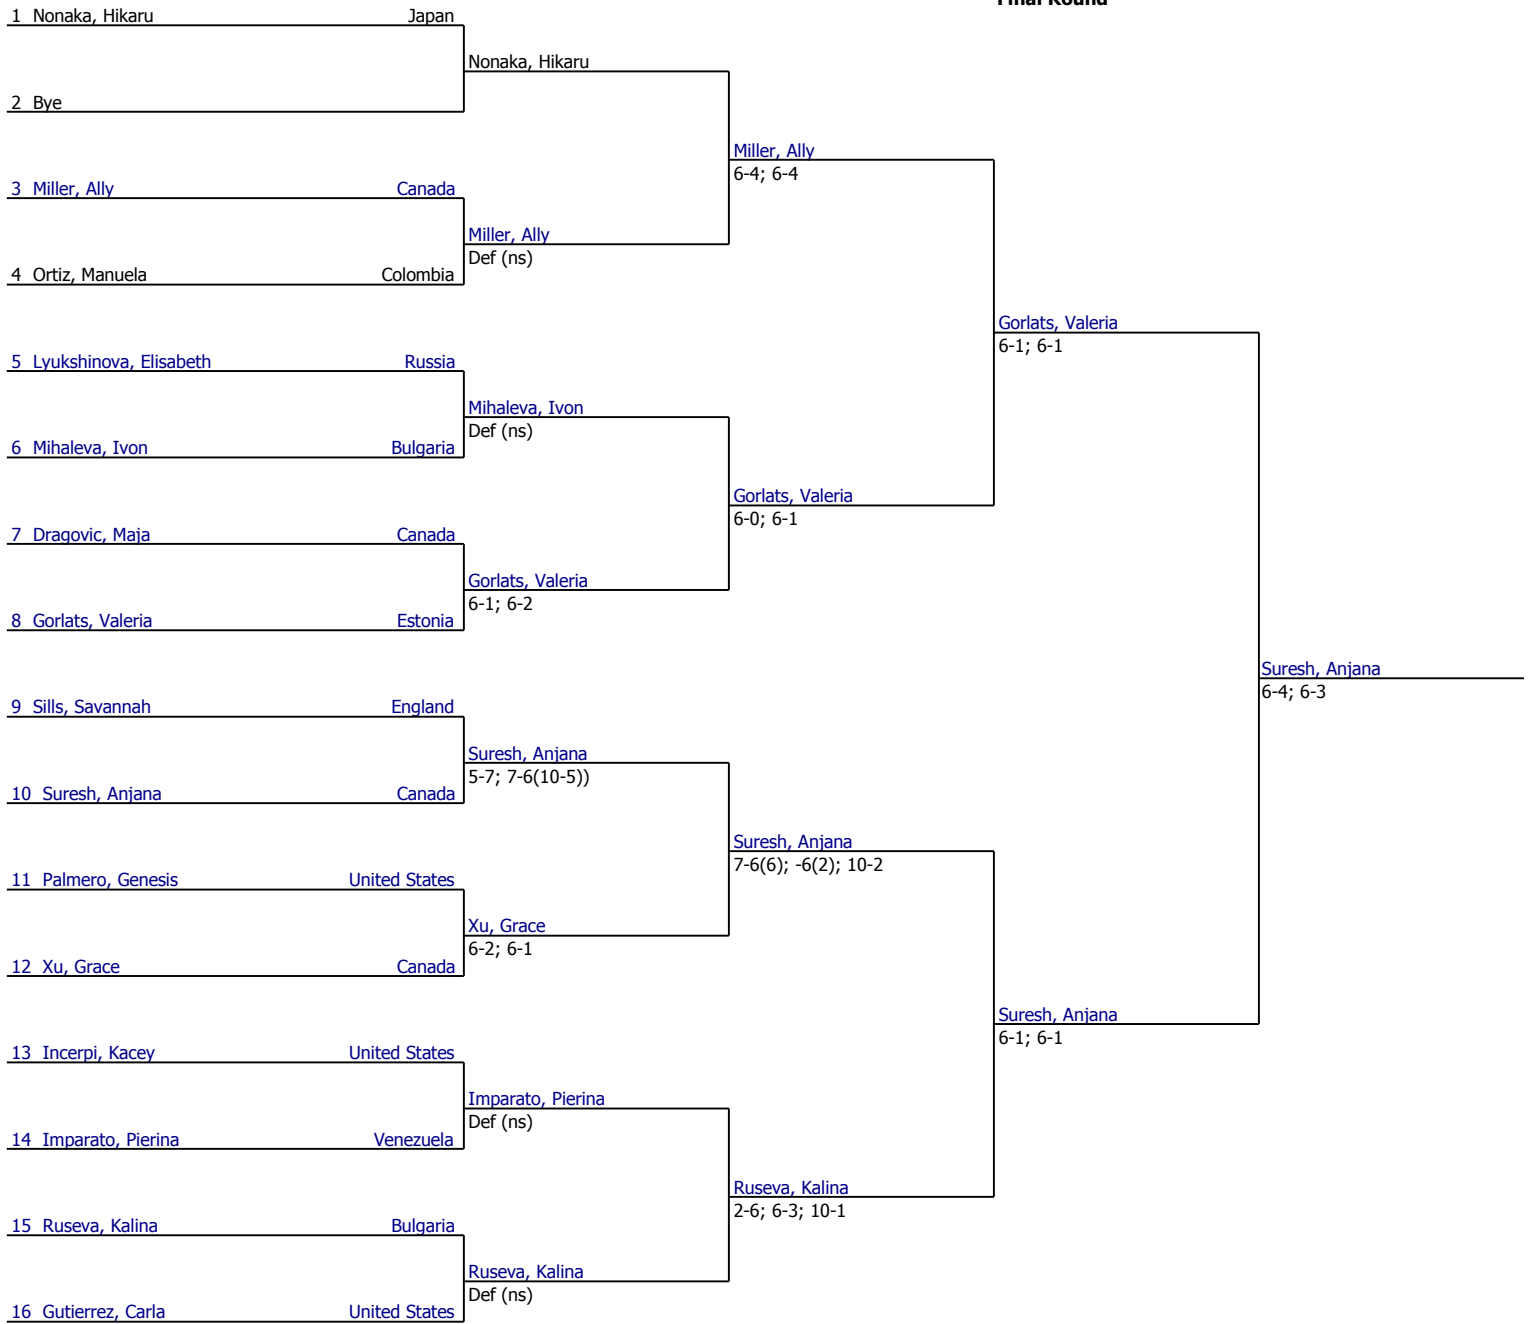 Final Round
1 Nonaka, Hikaru Japan
Nonaka, Hikaru
2 Bye
Miller, Ally
6-4; 6-4
3 Miller, Ally Canada
Miller, Ally
Def (ns)
4 Ortiz, Manuela Colombia
Gorlats, Valeria
6-1; 6-1
5 Lyukshinova, Elisabeth Russia
Mihaleva, Ivon
Def (ns)
6 Mihaleva, Ivon Bulgaria
Gorlats, Valeria
6-0; 6-1
7 Dragovic, Maja Canada
Gorlats, Valeria
6-1; 6-2
8 Gorlats, Valeria Estonia
Suresh, Anjana
6-4; 6-3
9 Sills, Savannah England
Suresh, Anjana
5-7; 7-6(10-5))
10 Suresh, Anjana Canada
Suresh, Anjana
7-6(6); -6(2); 10-2
11 Palmero, Genesis United States
Xu, Grace
6-2; 6-1
12 Xu, Grace Canada
Suresh, Anjana
6-1; 6-1
13 Incerpi, Kacey United States
Imparato, Pierina
Def (ns)
14 Imparato, Pierina Venezuela
Ruseva, Kalina
2-6; 6-3; 10-1
15 Ruseva, Kalina Bulgaria
Ruseva, Kalina
Def (ns)
16 Gutierrez, Carla United States